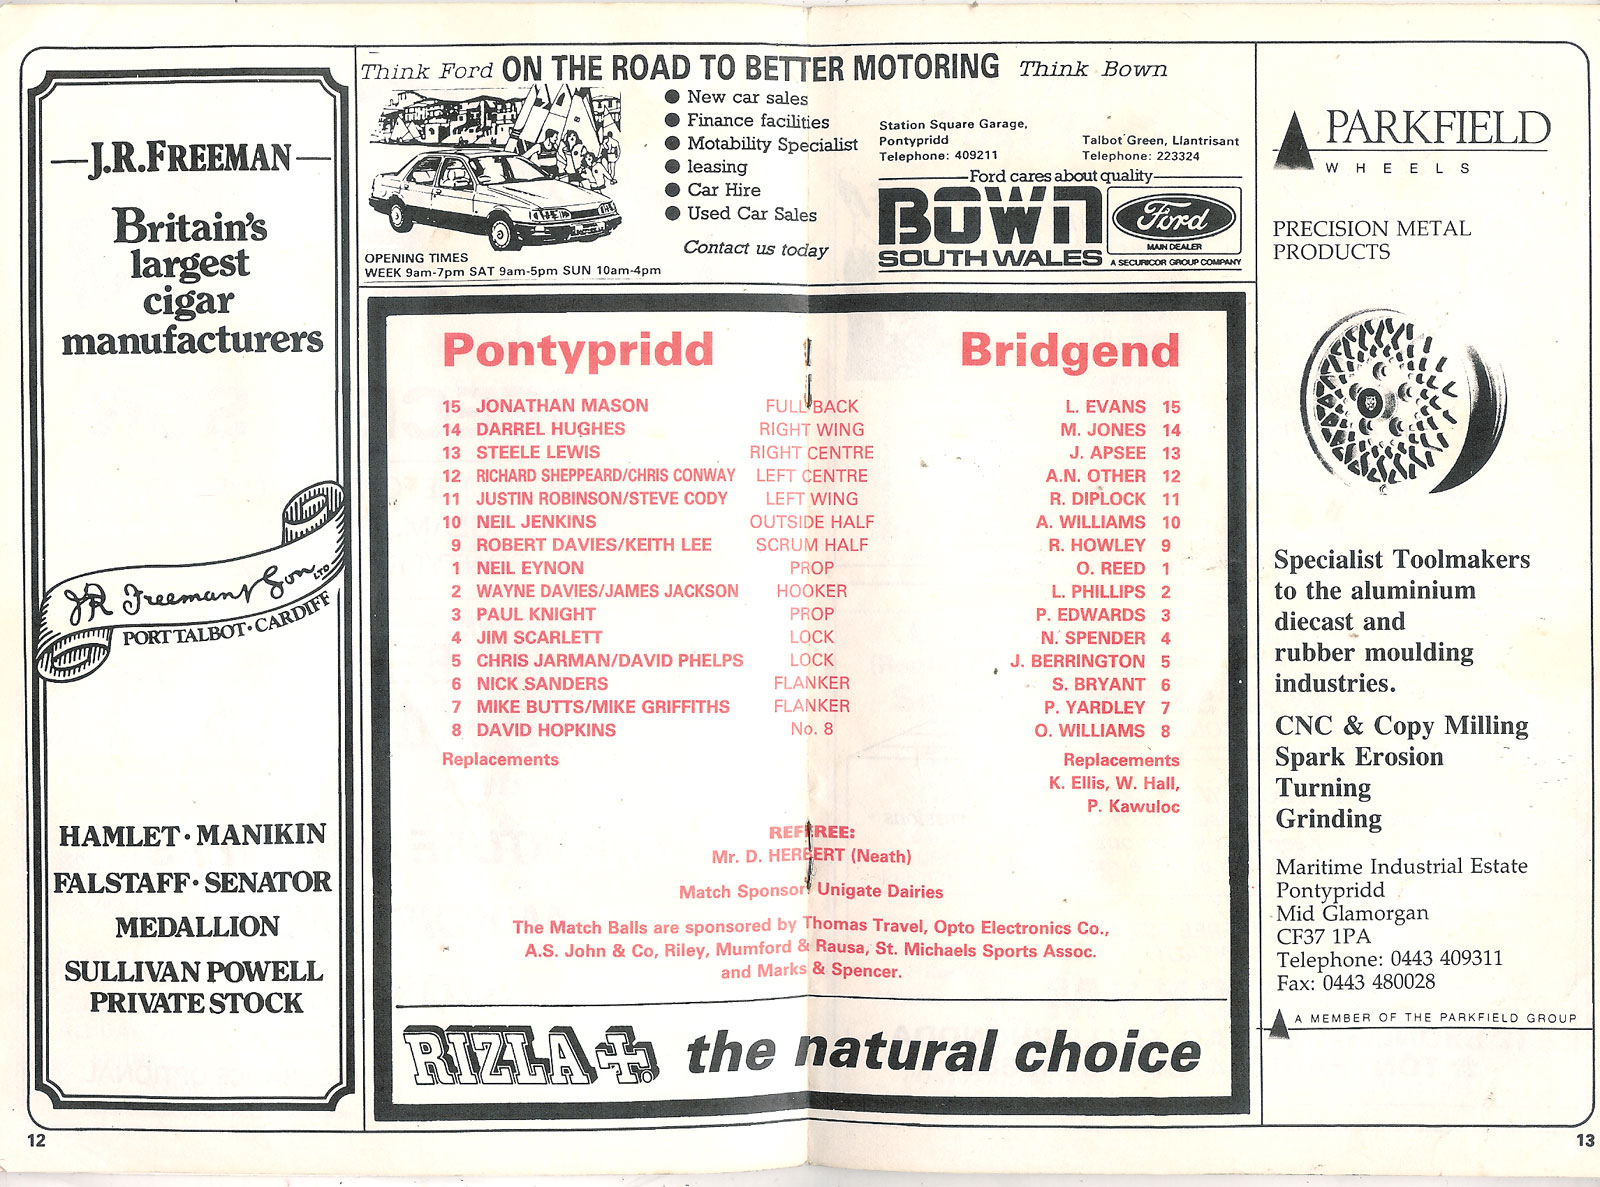 J.R.FREEMAN
Britain's
largest
cigar
manufacturers
JR Freeman & Son LTD
PORT TALBOT · CARDIFF
HAMLET · MANIKIN
FALSTAFF · SENATOR
MEDALLION
SULLIVAN POWELL
PRIVATE STOCK
12
Think Ford ON THE ROAD TO BETTER MOTORING Think Bown
New car sales
Finance facilities
Motability Specialist
leasing
Car Hire
Used Car Sales
Contact us today
OPENING TIMES
WEEK 9am-7pm SAT 9am-5pm SUN 10am-4pm
Station Square Garage,
Pontypridd
Telephone: 409211
Talbot Green, Llantrisant
Telephone: 223324
Ford cares about quality
BOWN
SOUTH WALES
Ford
MAIN DEALER
A SECURICOR GROUP COMPANY
Pontypridd Bridgend
15 JONATHAN MASON FULL BACK L. EVANS 15
14 DARREL HUGHES RIGHT WING M. JONES 14
13 STEELE LEWIS RIGHT CENTRE J. APSEE 13
12 RICHARD SHEPPEARD/CHRIS CONWAY LEFT CENTRE A.N. OTHER 12
11 JUSTIN ROBINSON/STEVE CODY LEFT WING R. DIPLOCK 11
10 NEIL JENKINS OUTSIDE HALF A. WILLIAMS 10
9 ROBERT DAVIES/KEITH LEE SCRUM HALF R. HOWLEY 9
1 NEIL EYNON PROP O. REED 1
2 WAYNE DAVIES/JAMES JACKSON HOOKER L. PHILLIPS 2
3 PAUL KNIGHT PROP P. EDWARDS 3
4 JIM SCARLETT LOCK N. SPENDER 4
5 CHRIS JARMAN/DAVID PHELPS LOCK J. BERRINGTON 5
6 NICK SANDERS FLANKER S. BRYANT 6
7 MIKE BUTTS/MIKE GRIFFITHS FLANKER P. YARDLEY 7
8 DAVID HOPKINS No. 8 O. WILLIAMS 8
Replacements Replacements
K. Ellis, W. Hall,
P. Kawuloc
REFEREE:
Mr. D. HERBERT (Neath)
Match Sponsor: Unigate Dairies
The Match Balls are sponsored by Thomas Travel, Opto Electronics Co.,
A.S. John & Co, Riley, Mumford & Rausa, St. Michaels Sports Assoc.
and Marks & Spencer.
RIZLA+. the natural choice
PARKFIELD
WHEELS
PRECISION METAL
PRODUCTS
Specialist Toolmakers
to the aluminium
diecast and
rubber moulding
industries.
CNC & Copy Milling
Spark Erosion
Turning
Grinding
Maritime Industrial Estate
Pontypridd
Mid Glamorgan
CF37 1PA
Telephone: 0443 409311
Fax: 0443 480028
A MEMBER OF THE PARKFIELD GROUP
13